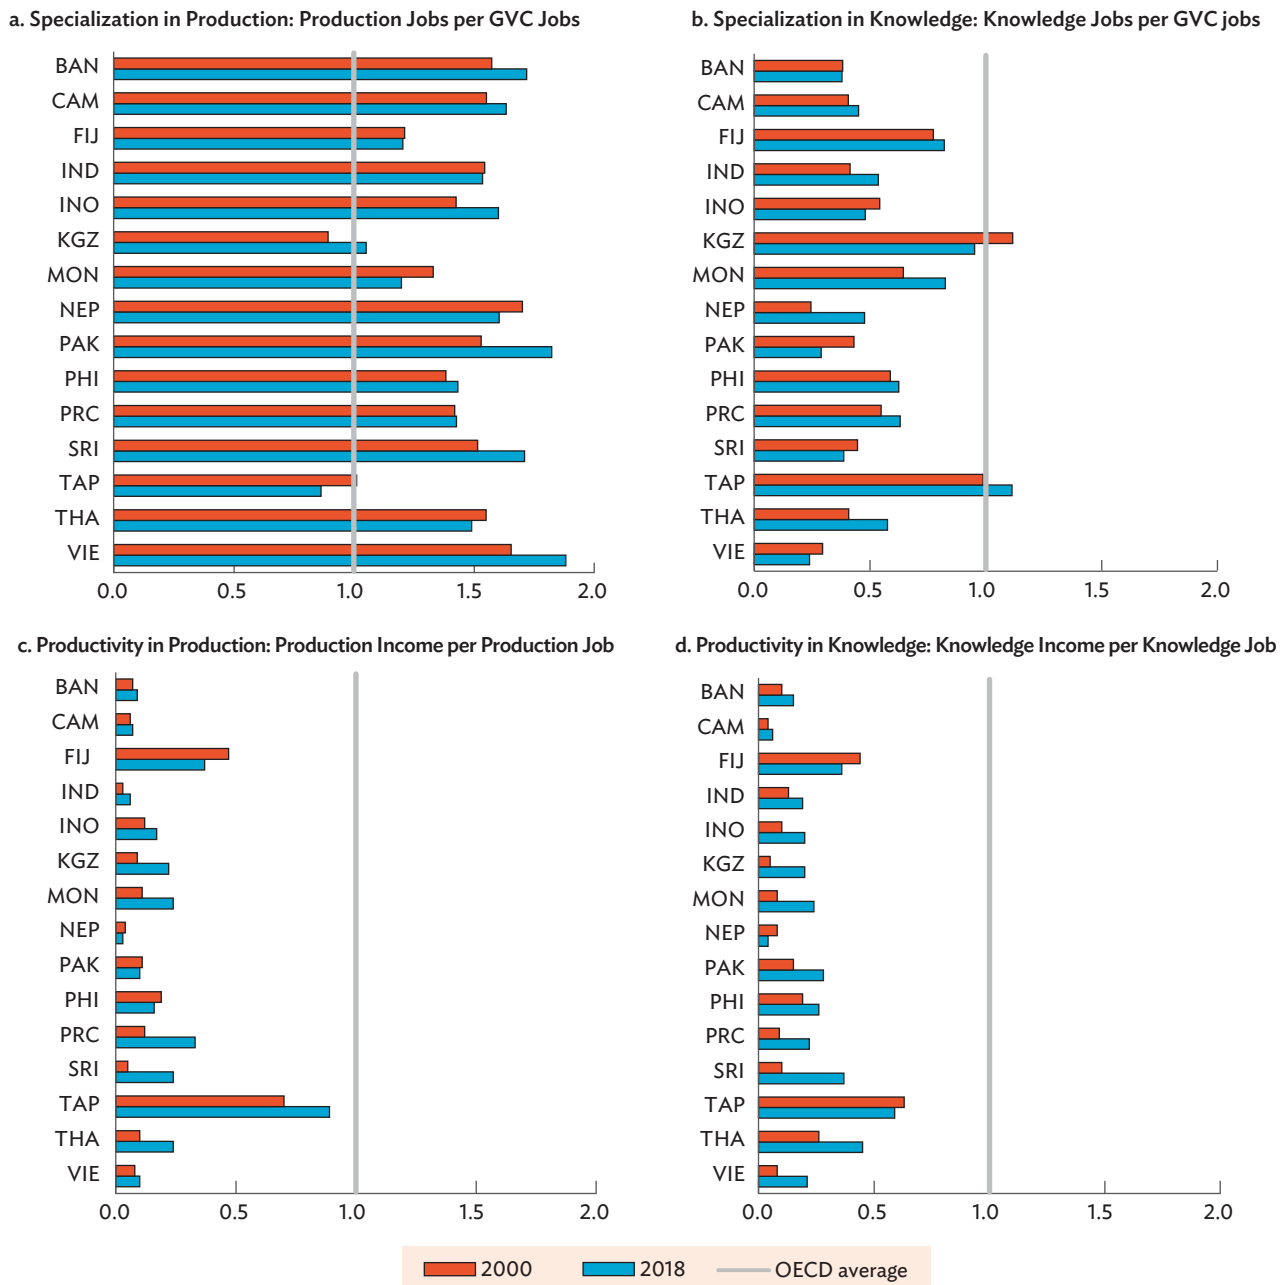 a. Specialization in Production: Production Jobs per GVC Jobs
BAN
CAM
FIJ
IND
INO
KGZ
MON
NEP
PAK
PHI
PRC
SRI
TAP
THA
VIE
0.0 0.5 1.0 1.5 2.0
b. Specialization in Knowledge: Knowledge Jobs per GVC jobs
BAN
CAM
FIJ
IND
INO
KGZ
MON
NEP
PAK
PHI
PRC
SRI
TAP
THA
VIE
0.0 0.5 1.0 1.5 2.0
c. Productivity in Production: Production Income per Production Job
BAN
CAM
FIJ
IND
INO
KGZ
MON
NEP
PAK
PHI
PRC
SRI
TAP
THA
VIE
0.0 0.5 1.0 1.5 2.0
d. Productivity in Knowledge: Knowledge Income per Knowledge Job
BAN
CAM
FIJ
IND
INO
KGZ
MON
NEP
PAK
PHI
PRC
SRI
TAP
THA
VIE
0.0 0.5 1.0 1.5 2.0
2000 2018 OECD average